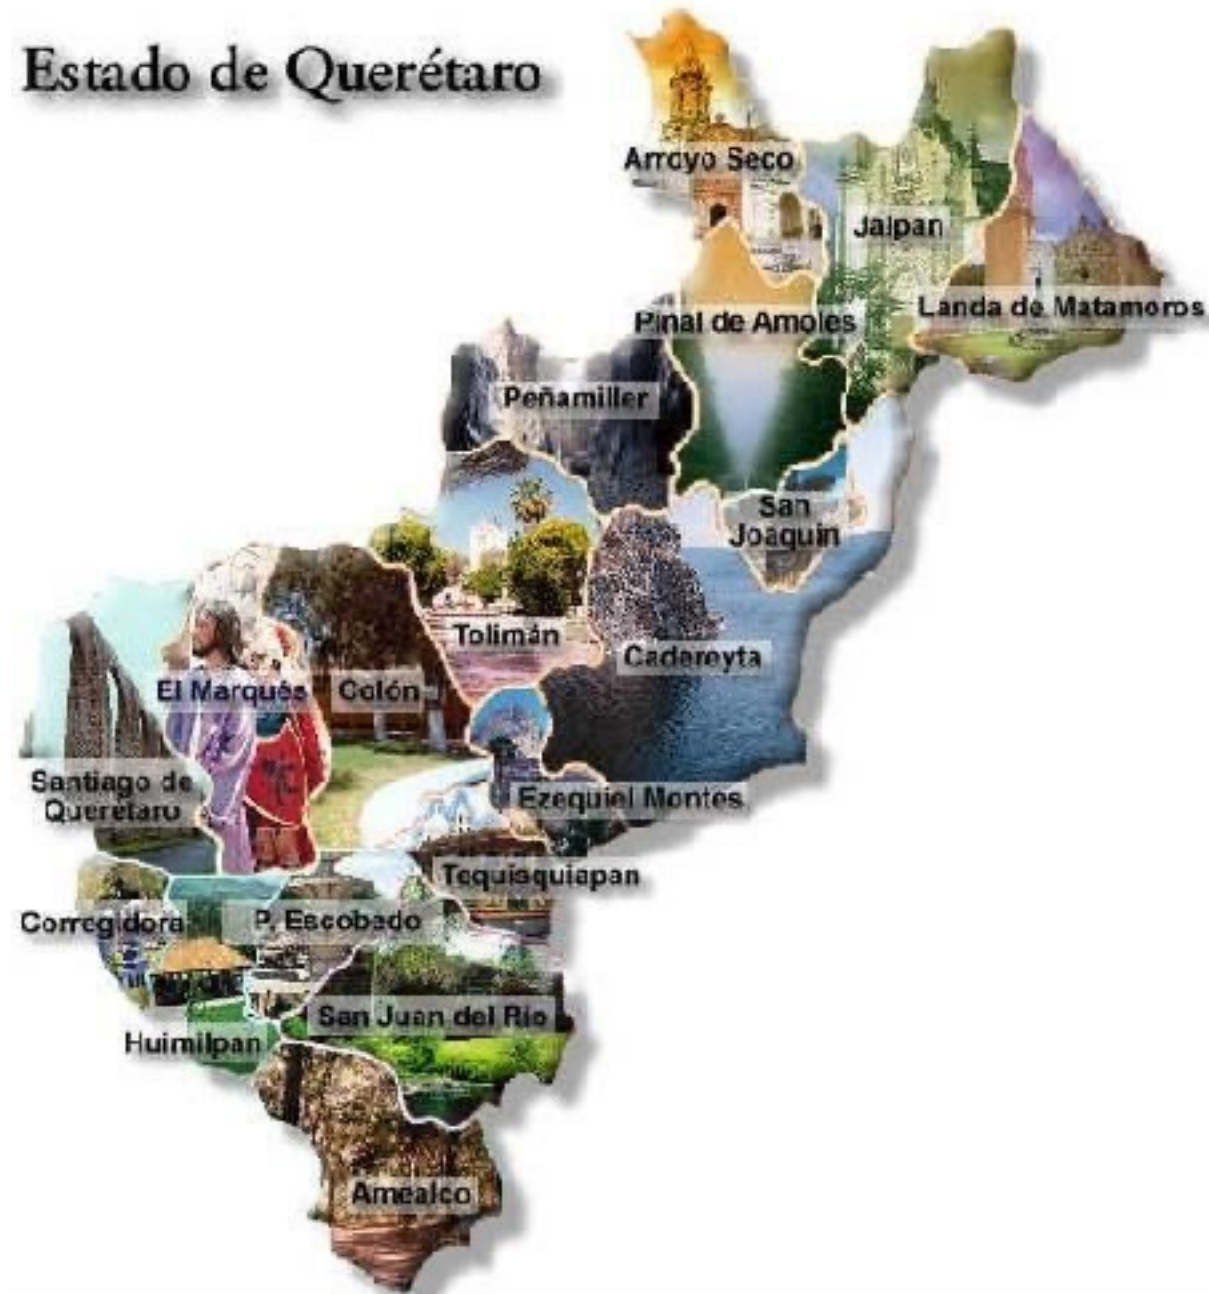 Estado de Querétaro
Arroyo Seco
Jalpan
Landa de Matamoros
Pinal de Amoles
Peñamiller
San
Joaquín
Tolimán
Cadereyta
El Marqués
Colón
Santiago de
Querétaro
Ezequiel Montes
Tequisquiapan
Corregidora
P. Escobedo
San Juan del Río
Huimilpan
Amealco